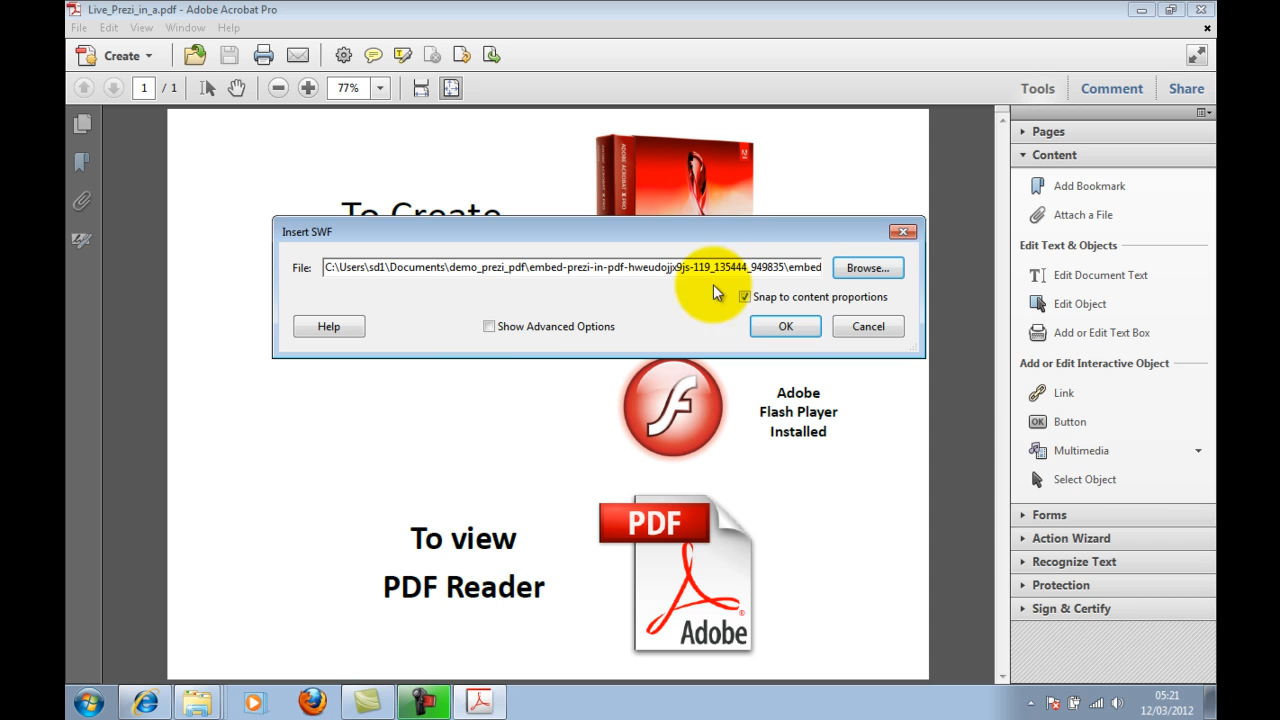 Live_Prezi_in_a.pdf - Adobe Acrobat Pro
File Edit View Window Help
Create
1 / 1 77% Tools Comment Share
Pages
Content
Add Bookmark
Attach a File
Edit Text & Objects
Edit Document Text
Edit Object
Add or Edit Text Box
Add or Edit Interactive Object
Link
OK Button
Multimedia
Select Object
Forms
Action Wizard
Recognize Text
Protection
Sign & Certify
To Create
Insert SWF
File: C:\Users\sd1\Documents\demo_prezi_pdf\embed-prezi-in-pdf-hweudojjx9js-119_135444_949835\embed Browse...
Snap to content proportions
Help Show Advanced Options OK Cancel
Adobe
Flash Player
Installed
To view
PDF Reader
PDF
Adobe
05:21
12/03/2012